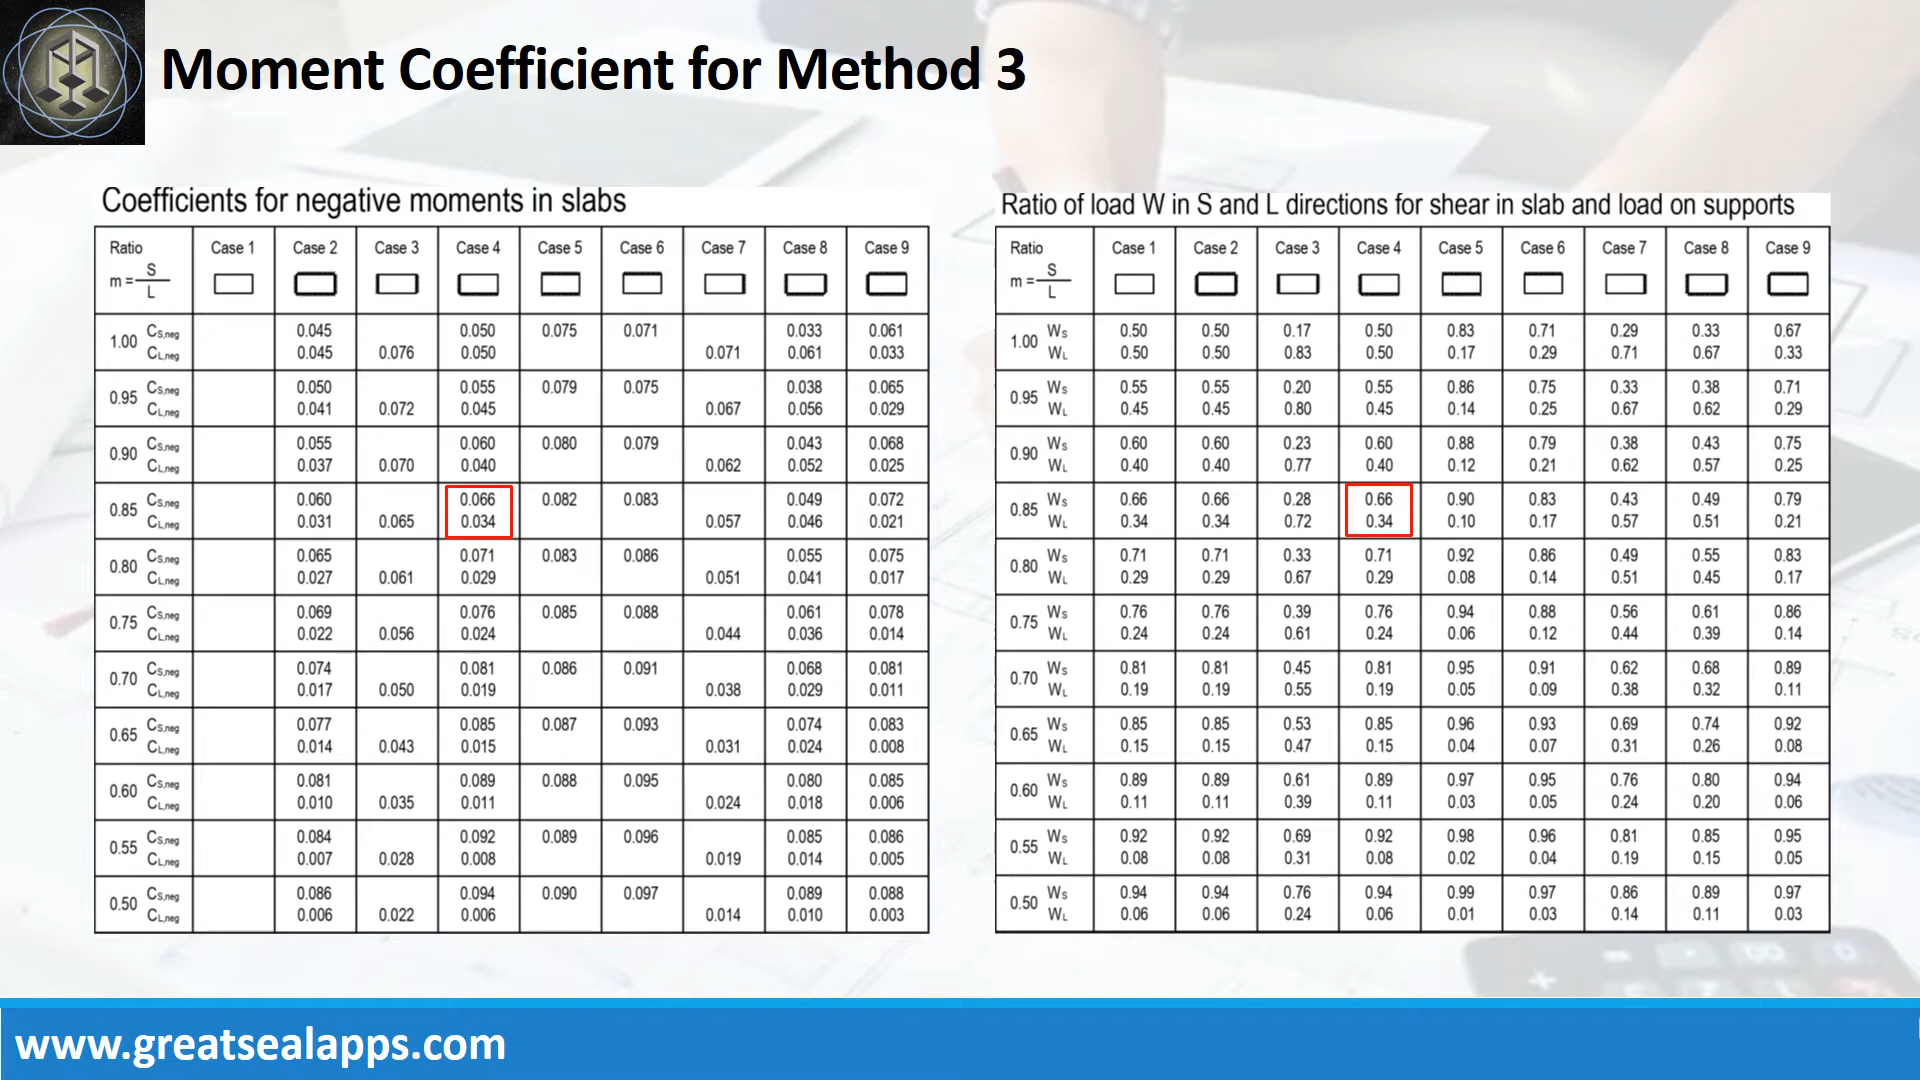 Moment Coefficient for Method 3
Coefficients for negative moments in slabs
Ratio Case 1 Case 2 Case 3 Case 4 Case 5 Case 6 Case 7 Case 8 Case 9
m = S/L
1.00 CS,neg 0.045 0.050 0.075 0.071 0.033 0.061
CL,neg 0.045 0.076 0.050 0.071 0.061 0.033
0.95 CS,neg 0.050 0.055 0.079 0.075 0.038 0.065
CL,neg 0.041 0.072 0.045 0.067 0.056 0.029
0.90 CS,neg 0.055 0.060 0.080 0.079 0.043 0.068
CL,neg 0.037 0.070 0.040 0.062 0.052 0.025
0.85 CS,neg 0.060 0.066 0.082 0.083 0.049 0.072
CL,neg 0.031 0.065 0.034 0.057 0.046 0.021
0.80 CS,neg 0.065 0.071 0.083 0.086 0.055 0.075
CL,neg 0.027 0.061 0.029 0.051 0.041 0.017
0.75 CS,neg 0.069 0.076 0.085 0.088 0.061 0.078
CL,neg 0.022 0.056 0.024 0.044 0.036 0.014
0.70 CS,neg 0.074 0.081 0.086 0.091 0.068 0.081
CL,neg 0.017 0.050 0.019 0.038 0.029 0.011
0.65 CS,neg 0.077 0.085 0.087 0.093 0.074 0.083
CL,neg 0.014 0.043 0.015 0.031 0.024 0.008
0.60 CS,neg 0.081 0.089 0.088 0.095 0.080 0.085
CL,neg 0.010 0.035 0.011 0.024 0.018 0.006
0.55 CS,neg 0.084 0.092 0.089 0.096 0.085 0.086
CL,neg 0.007 0.028 0.008 0.019 0.014 0.005
0.50 CS,neg 0.086 0.094 0.090 0.097 0.089 0.088
CL,neg 0.006 0.022 0.006 0.014 0.010 0.003
Ratio of load W in S and L directions for shear in slab and load on supports
Ratio Case 1 Case 2 Case 3 Case 4 Case 5 Case 6 Case 7 Case 8 Case 9
m = S/L
1.00 WS 0.50 0.50 0.17 0.50 0.83 0.71 0.29 0.33 0.67
WL 0.50 0.50 0.83 0.50 0.17 0.29 0.71 0.67 0.33
0.95 WS 0.55 0.55 0.20 0.55 0.86 0.75 0.33 0.38 0.71
WL 0.45 0.45 0.80 0.45 0.14 0.25 0.67 0.62 0.29
0.90 WS 0.60 0.60 0.23 0.60 0.88 0.79 0.38 0.43 0.75
WL 0.40 0.40 0.77 0.40 0.12 0.21 0.62 0.57 0.25
0.85 WS 0.66 0.66 0.28 0.66 0.90 0.83 0.43 0.49 0.79
WL 0.34 0.34 0.72 0.34 0.10 0.17 0.57 0.51 0.21
0.80 WS 0.71 0.71 0.33 0.71 0.92 0.86 0.49 0.55 0.83
WL 0.29 0.29 0.67 0.29 0.08 0.14 0.51 0.45 0.17
0.75 WS 0.76 0.76 0.39 0.76 0.94 0.88 0.56 0.61 0.86
WL 0.24 0.24 0.61 0.24 0.06 0.12 0.44 0.39 0.14
0.70 WS 0.81 0.81 0.45 0.81 0.95 0.91 0.62 0.68 0.89
WL 0.19 0.19 0.55 0.19 0.05 0.09 0.38 0.32 0.11
0.65 WS 0.85 0.85 0.53 0.85 0.96 0.93 0.69 0.74 0.92
WL 0.15 0.15 0.47 0.15 0.04 0.07 0.31 0.26 0.08
0.60 WS 0.89 0.89 0.61 0.89 0.97 0.95 0.76 0.80 0.94
WL 0.11 0.11 0.39 0.11 0.03 0.05 0.24 0.20 0.06
0.55 WS 0.92 0.92 0.69 0.92 0.98 0.96 0.81 0.85 0.95
WL 0.08 0.08 0.31 0.08 0.02 0.04 0.19 0.15 0.05
0.50 WS 0.94 0.94 0.76 0.94 0.99 0.97 0.86 0.89 0.97
WL 0.06 0.06 0.24 0.06 0.01 0.03 0.14 0.11 0.03
www.greatsealapps.com